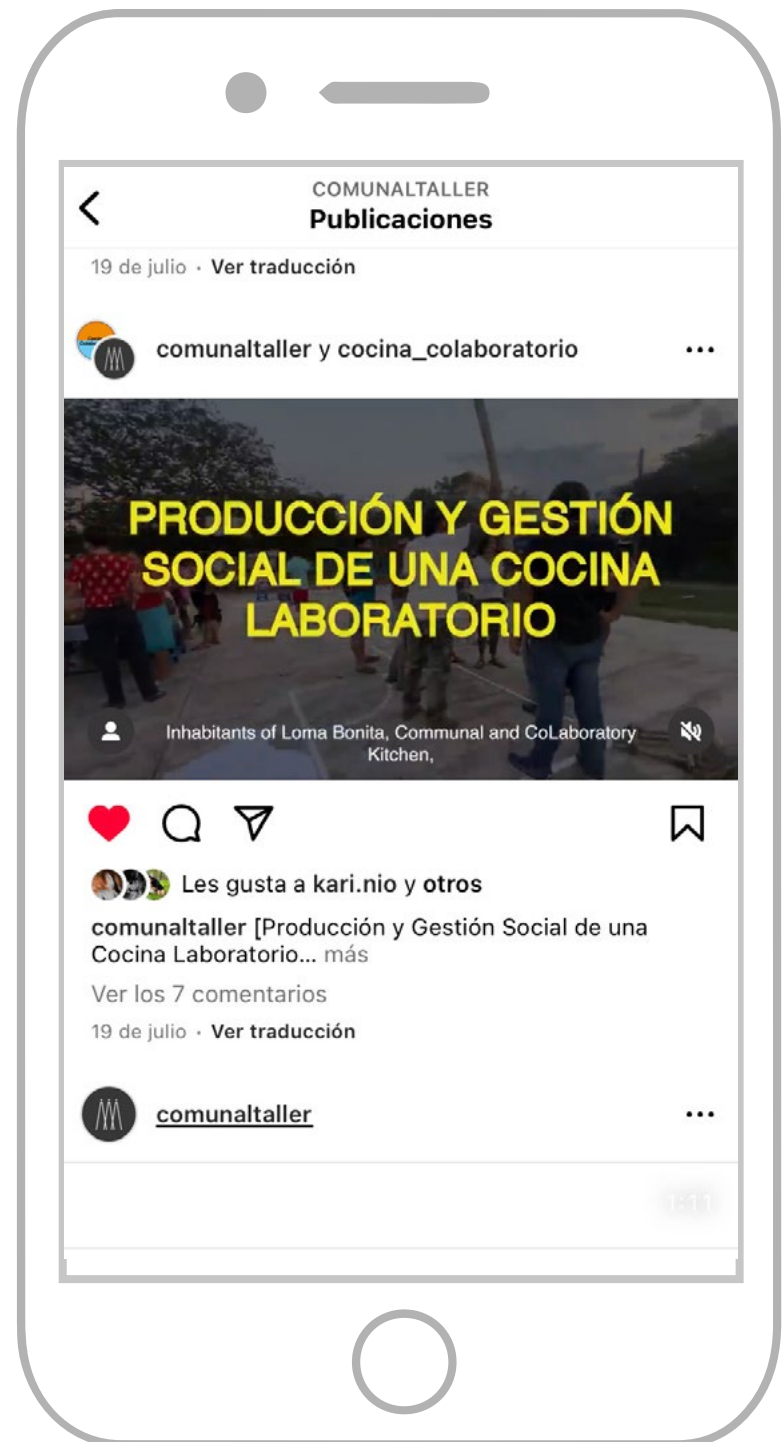 COMUNALTALLER
Publicaciones
19 de julio · Ver traducción
comunaltaller y cocina_colaboratorio
PRODUCCIÓN Y GESTIÓN
SOCIAL DE UNA COCINA
LABORATORIO
Inhabitants of Loma Bonita, Communal and CoLaboratory
Kitchen,
Les gusta a kari.nio y otros
comunaltaller [Producción y Gestión Social de una
Cocina Laboratorio... más
Ver los 7 comentarios
19 de julio · Ver traducción
comunaltaller
1:11